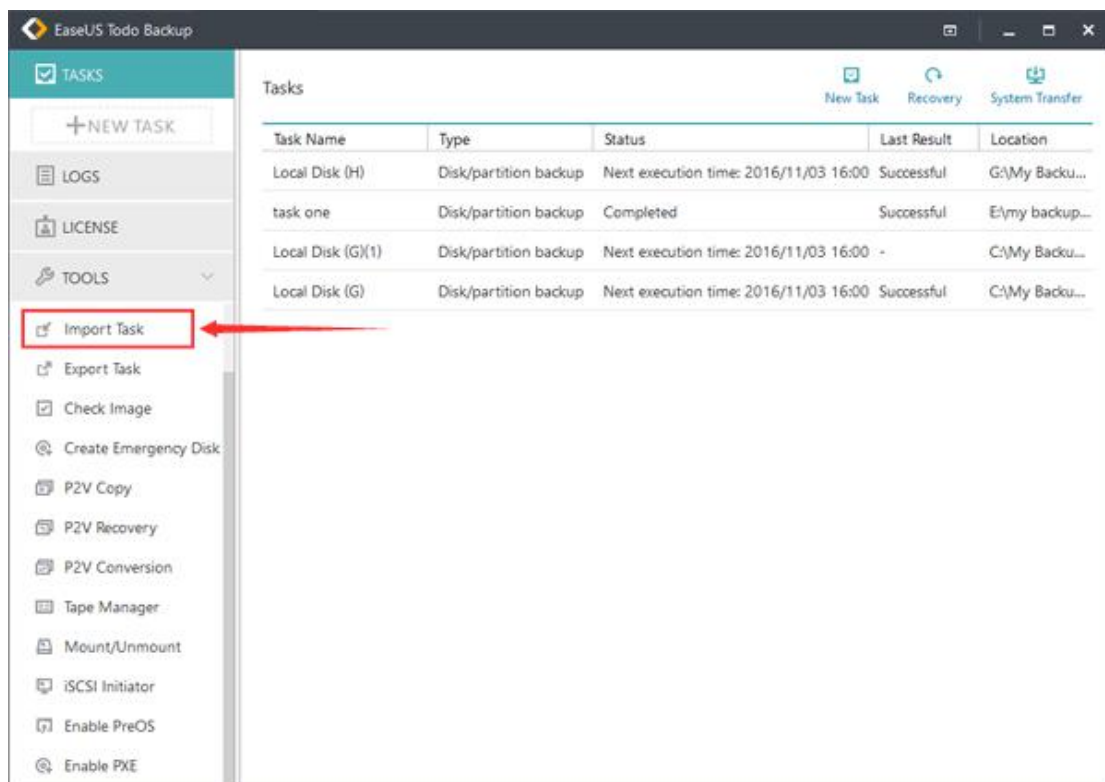 EaseUS Todo Backup
TASKS
+NEW TASK
LOGS
LICENSE
TOOLS
Import Task
Export Task
Check Image
Create Emergency Disk
P2V Copy
P2V Recovery
P2V Conversion
Tape Manager
Mount/Unmount
iSCSI Initiator
Enable PreOS
Enable PXE
Tasks
New Task Recovery System Transfer
Task Name Type Status Last Result Location
Local Disk (H) Disk/partition backup Next execution time: 2016/11/03 16:00 Successful G:\My Backu...
task one Disk/partition backup Completed Successful E:\my backup...
Local Disk (G)(1) Disk/partition backup Next execution time: 2016/11/03 16:00 - C:\My Backu...
Local Disk (G) Disk/partition backup Next execution time: 2016/11/03 16:00 Successful C:\My Backu...